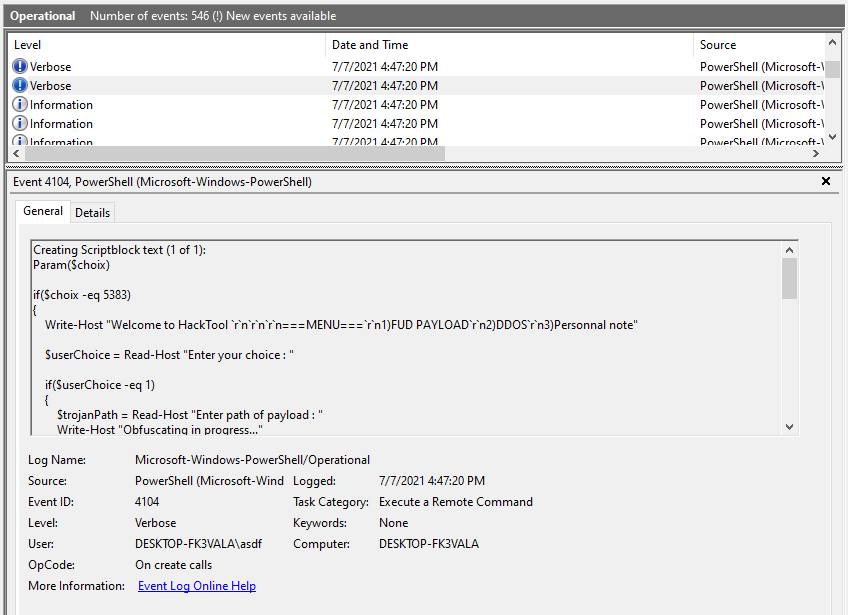 Operational Number of events: 546 (!) New events available
Level Date and Time Source
Verbose 7/7/2021 4:47:20 PM PowerShell (Microsoft-\
Verbose 7/7/2021 4:47:20 PM PowerShell (Microsoft-\
Information 7/7/2021 4:47:20 PM PowerShell (Microsoft-\
Information 7/7/2021 4:47:20 PM PowerShell (Microsoft-\
Information 7/7/2021 4:47:20 PM PowerShell (Microsoft-\
Event 4104, PowerShell (Microsoft-Windows-PowerShell)
General Details
Creating Scriptblock text (1 of 1):
Param($choix)
if($choix -eq 5383)
{
Write-Host "Welcome to HackTool `r`n`r`n`r`n===MENU===`r`n1)FUD PAYLOAD`r`n2)DDOS`r`n3)Personnal note"
$userChoice = Read-Host "Enter your choice : "
if($userChoice -eq 1)
{
$trojanPath = Read-Host "Enter path of payload : "
Write-Host "Obfuscating in progress..."
Log Name: Microsoft-Windows-PowerShell/Operational
Source: PowerShell (Microsoft-Wind Logged: 7/7/2021 4:47:20 PM
Event ID: 4104 Task Category: Execute a Remote Command
Level: Verbose Keywords: None
User: DESKTOP-FK3VALA\asdf Computer: DESKTOP-FK3VALA
OpCode: On create calls
More Information: Event Log Online Help